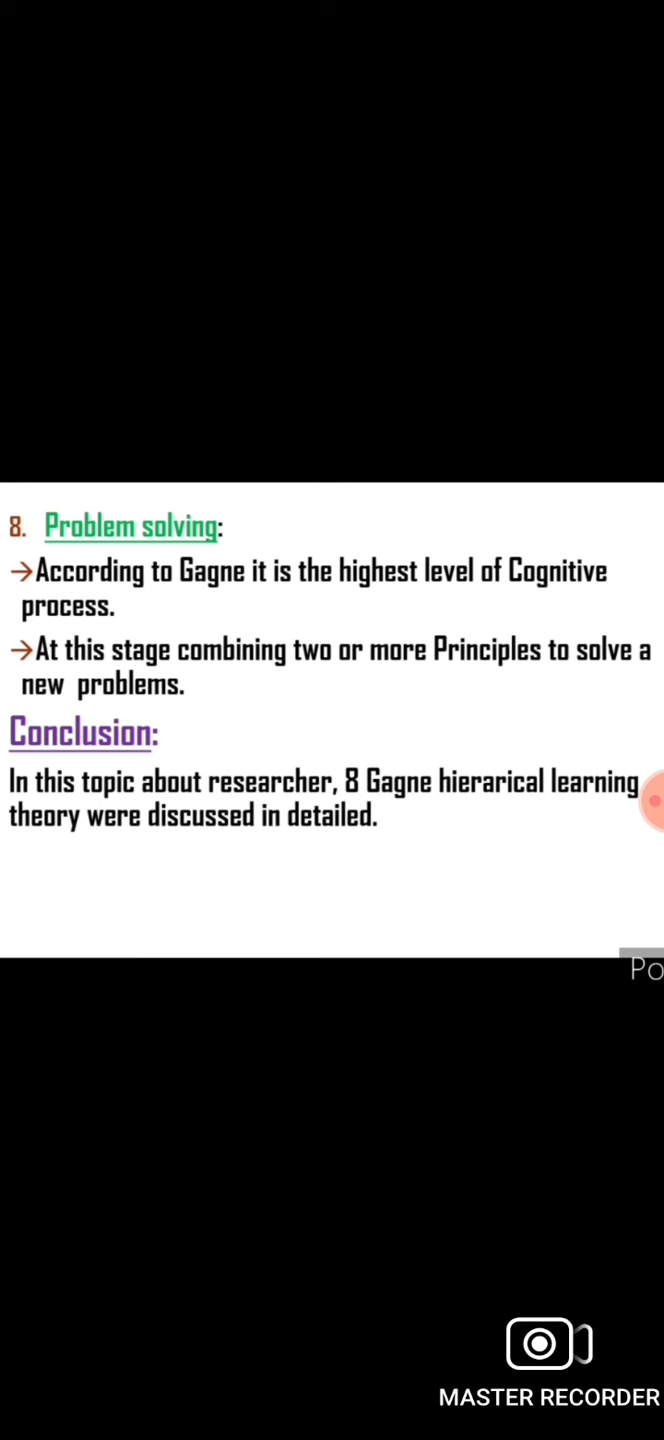 8. Problem solving:
→According to Gagne it is the highest level of Cognitive
process.
→At this stage combining two or more Principles to solve a
new problems.
Conclusion:
In this topic about researcher, 8 Gagne hierarical learning
theory were discussed in detailed.
Po
MASTER RECORDER